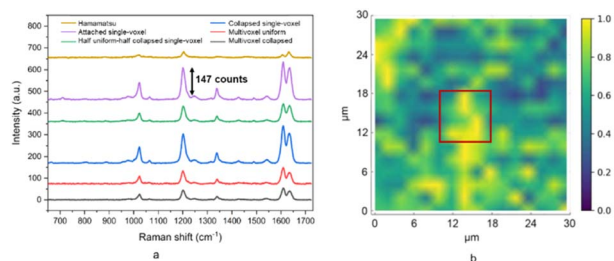 Hamamatsu
Attached single-voxel
Half uniform-half collapsed single-voxel
Collapsed single-voxel
Multivoxel uniform
Multivoxel collapsed
147 counts
Intensity (a.u.)
800
700
600
500
400
300
200
100
0
700 800 900 1000 1100 1200 1300 1400 1500 1600 1700
Raman shift (cm⁻¹)
a
μm
30
24
18
12
6
0
0 6 12 18 24 30
μm
b
1.0
0.8
0.6
0.4
0.2
0.0